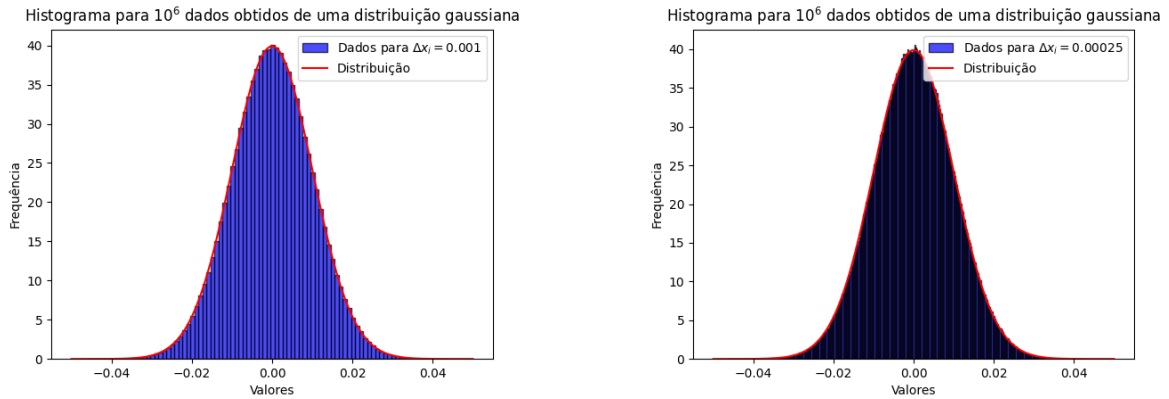 Histograma para 10⁶ dados obtidos de uma distribuição gaussiana
40
35
30
25
20
15
10
5
0
Frequência
Dados para Δxᵢ = 0.001
Distribuição
−0.04
−0.02
0.00
0.02
0.04
Valores
Histograma para 10⁶ dados obtidos de uma distribuição gaussiana
40
35
30
25
20
15
10
5
0
Frequência
Dados para Δxᵢ = 0.00025
Distribuição
−0.04
−0.02
0.00
0.02
0.04
Valores